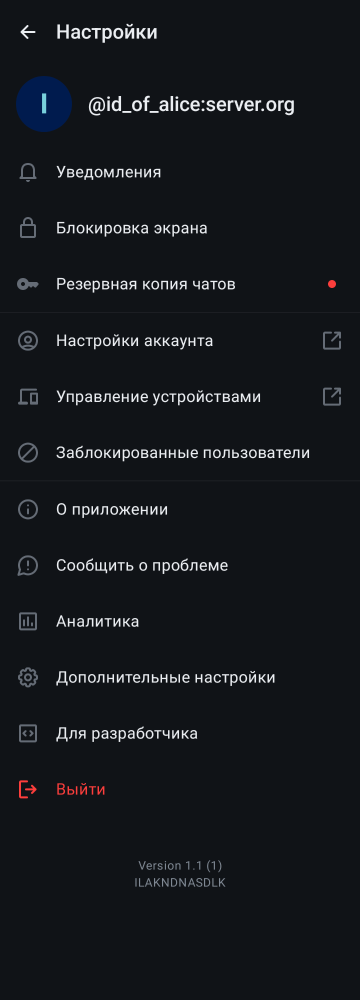 Настройки
I
@id_of_alice:server.org
Уведомления
Блокировка экрана
Резервная копия чатов
Настройки аккаунта
Управление устройствами
Заблокированные пользователи
О приложении
Сообщить о проблеме
Аналитика
Дополнительные настройки
Для разработчика
Выйти
Version 1.1 (1)
ILAKNDNASDLK